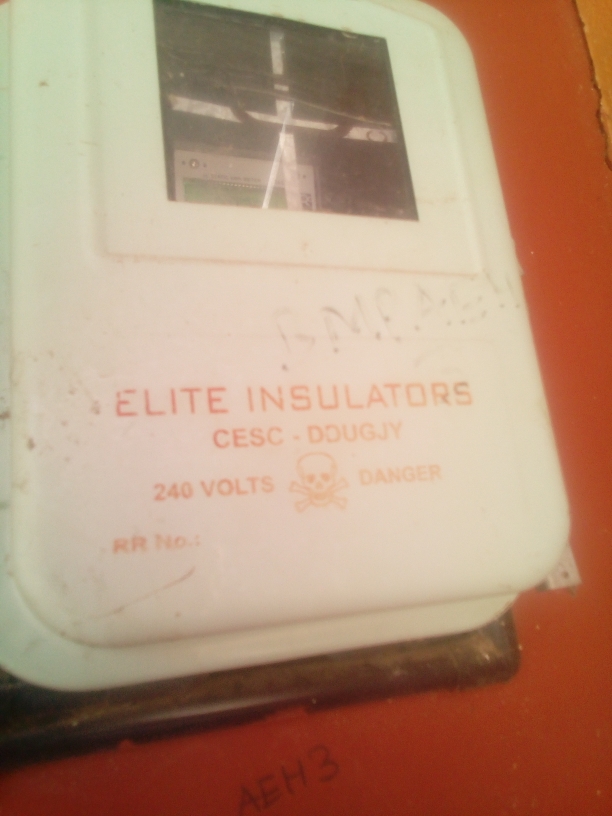 ELITE INSULATORS
CESC - DDUGJY
240 VOLTS DANGER
RR No.:
AEH3